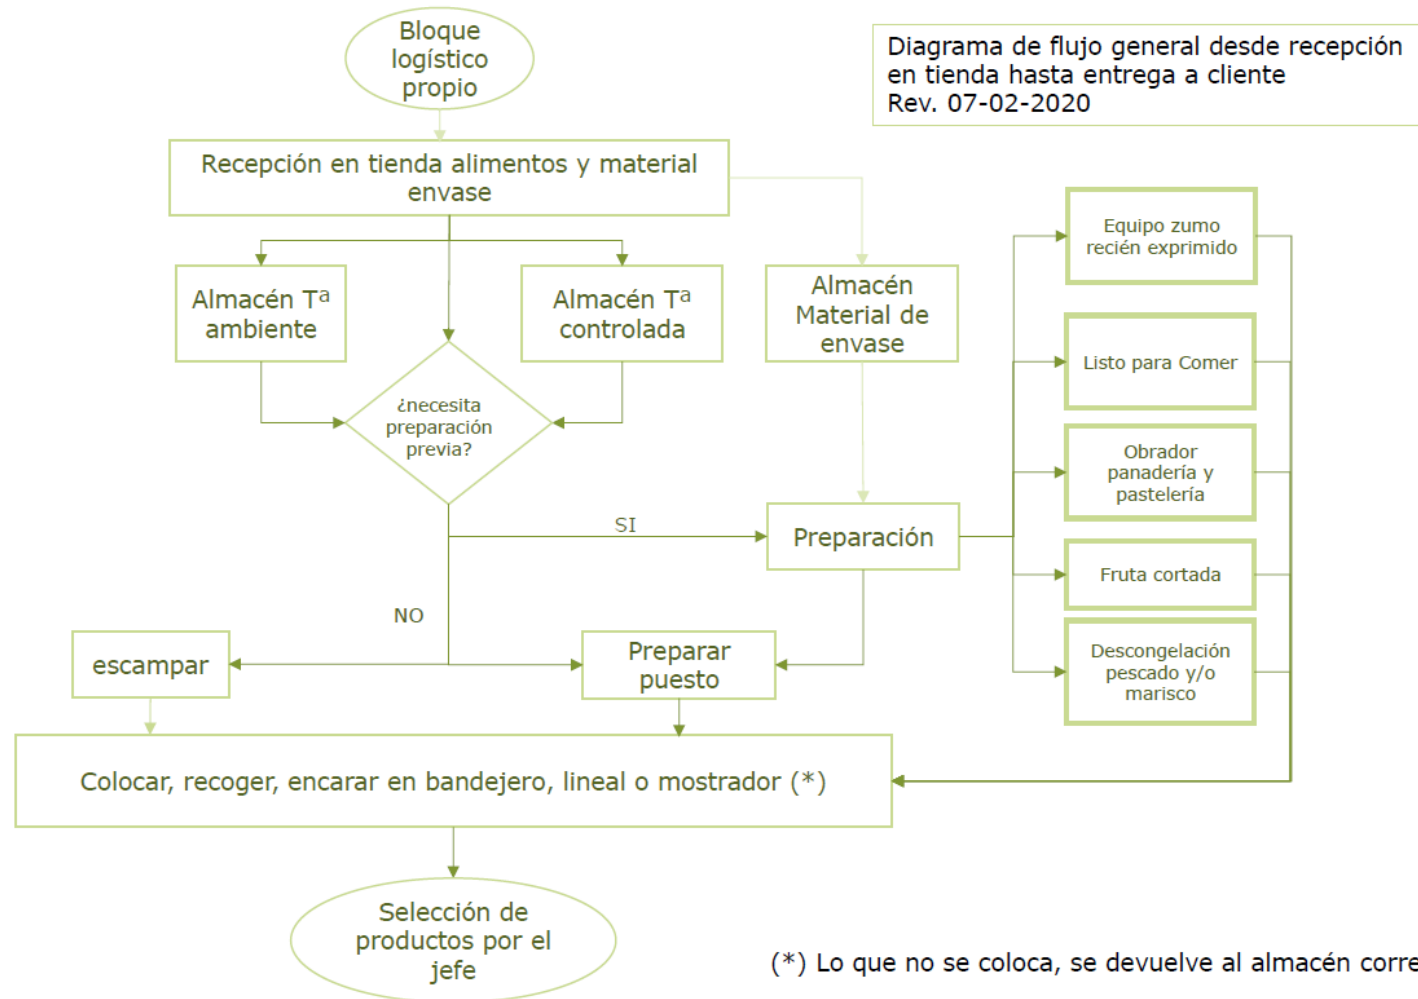 Bloque
logístico
propio
Diagrama de flujo general desde recepción
en tienda hasta entrega a cliente
Rev. 07-02-2020
Recepción en tienda alimentos y material
envase
Almacén Tª
ambiente
Almacén Tª
controlada
Almacén
Material de
envase
Equipo zumo
recién exprimido
Listo para Comer
¿necesita
preparación
previa?
Obrador
panadería y
pastelería
SI
Preparación
Fruta cortada
NO
escampar
Preparar
puesto
Descongelación
pescado y/o
marisco
Colocar, recoger, encarar en bandejero, lineal o mostrador (*)
Selección de
productos por el
jefe
(*) Lo que no se coloca, se devuelve al almacén corre